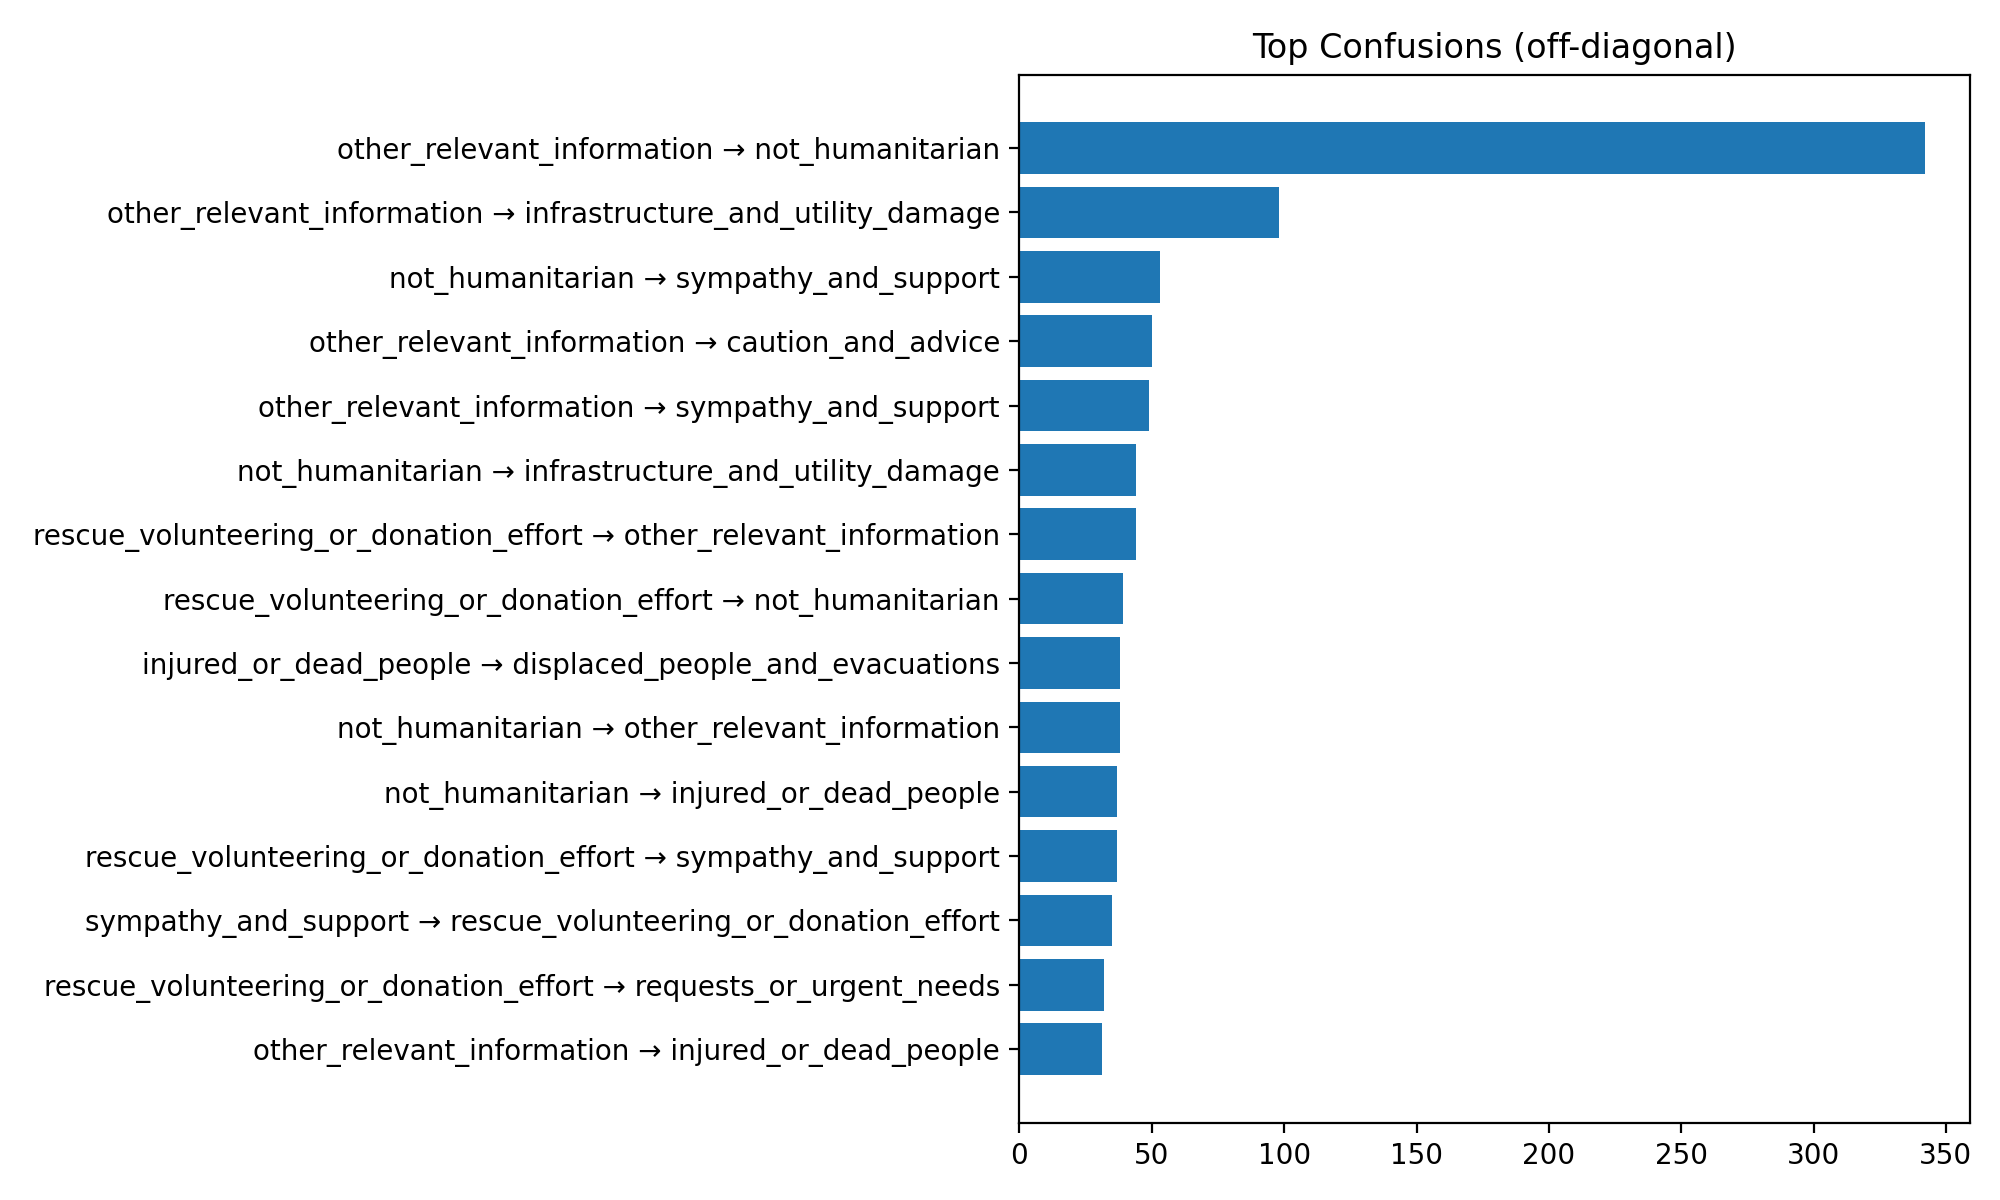 Top Confusions (off-diagonal)
other_relevant_information → not_humanitarian
other_relevant_information → infrastructure_and_utility_damage
not_humanitarian → sympathy_and_support
other_relevant_information → caution_and_advice
other_relevant_information → sympathy_and_support
not_humanitarian → infrastructure_and_utility_damage
rescue_volunteering_or_donation_effort → other_relevant_information
rescue_volunteering_or_donation_effort → not_humanitarian
injured_or_dead_people → displaced_people_and_evacuations
not_humanitarian → other_relevant_information
not_humanitarian → injured_or_dead_people
rescue_volunteering_or_donation_effort → sympathy_and_support
sympathy_and_support → rescue_volunteering_or_donation_effort
rescue_volunteering_or_donation_effort → requests_or_urgent_needs
other_relevant_information → injured_or_dead_people
0 50 100 150 200 250 300 350